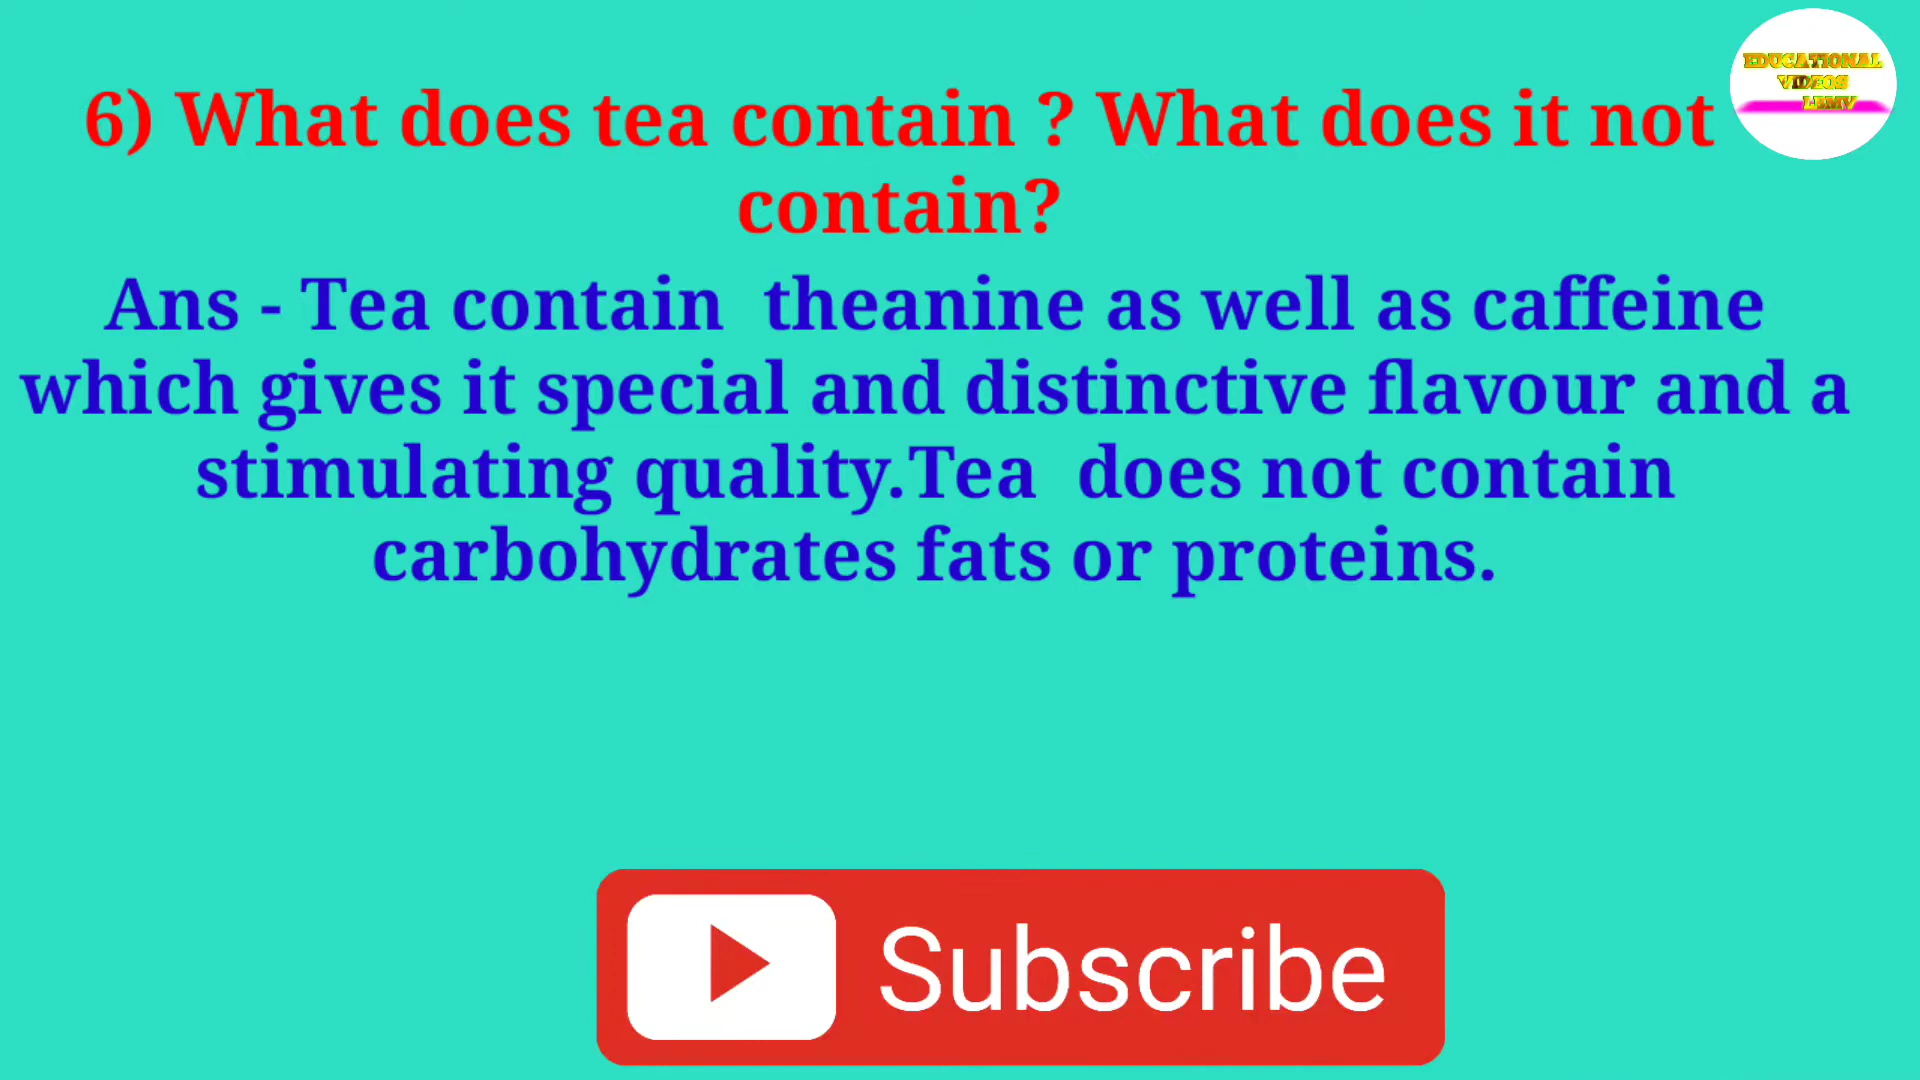 EDUCATIONAL
VIDEOS
6) What does tea contain ? What does it not
contain?
Ans - Tea contain  theanine as well as caffeine
which gives it special and distinctive flavour and a
stimulating quality.Tea  does not contain
carbohydrates fats or proteins.
Subscribe